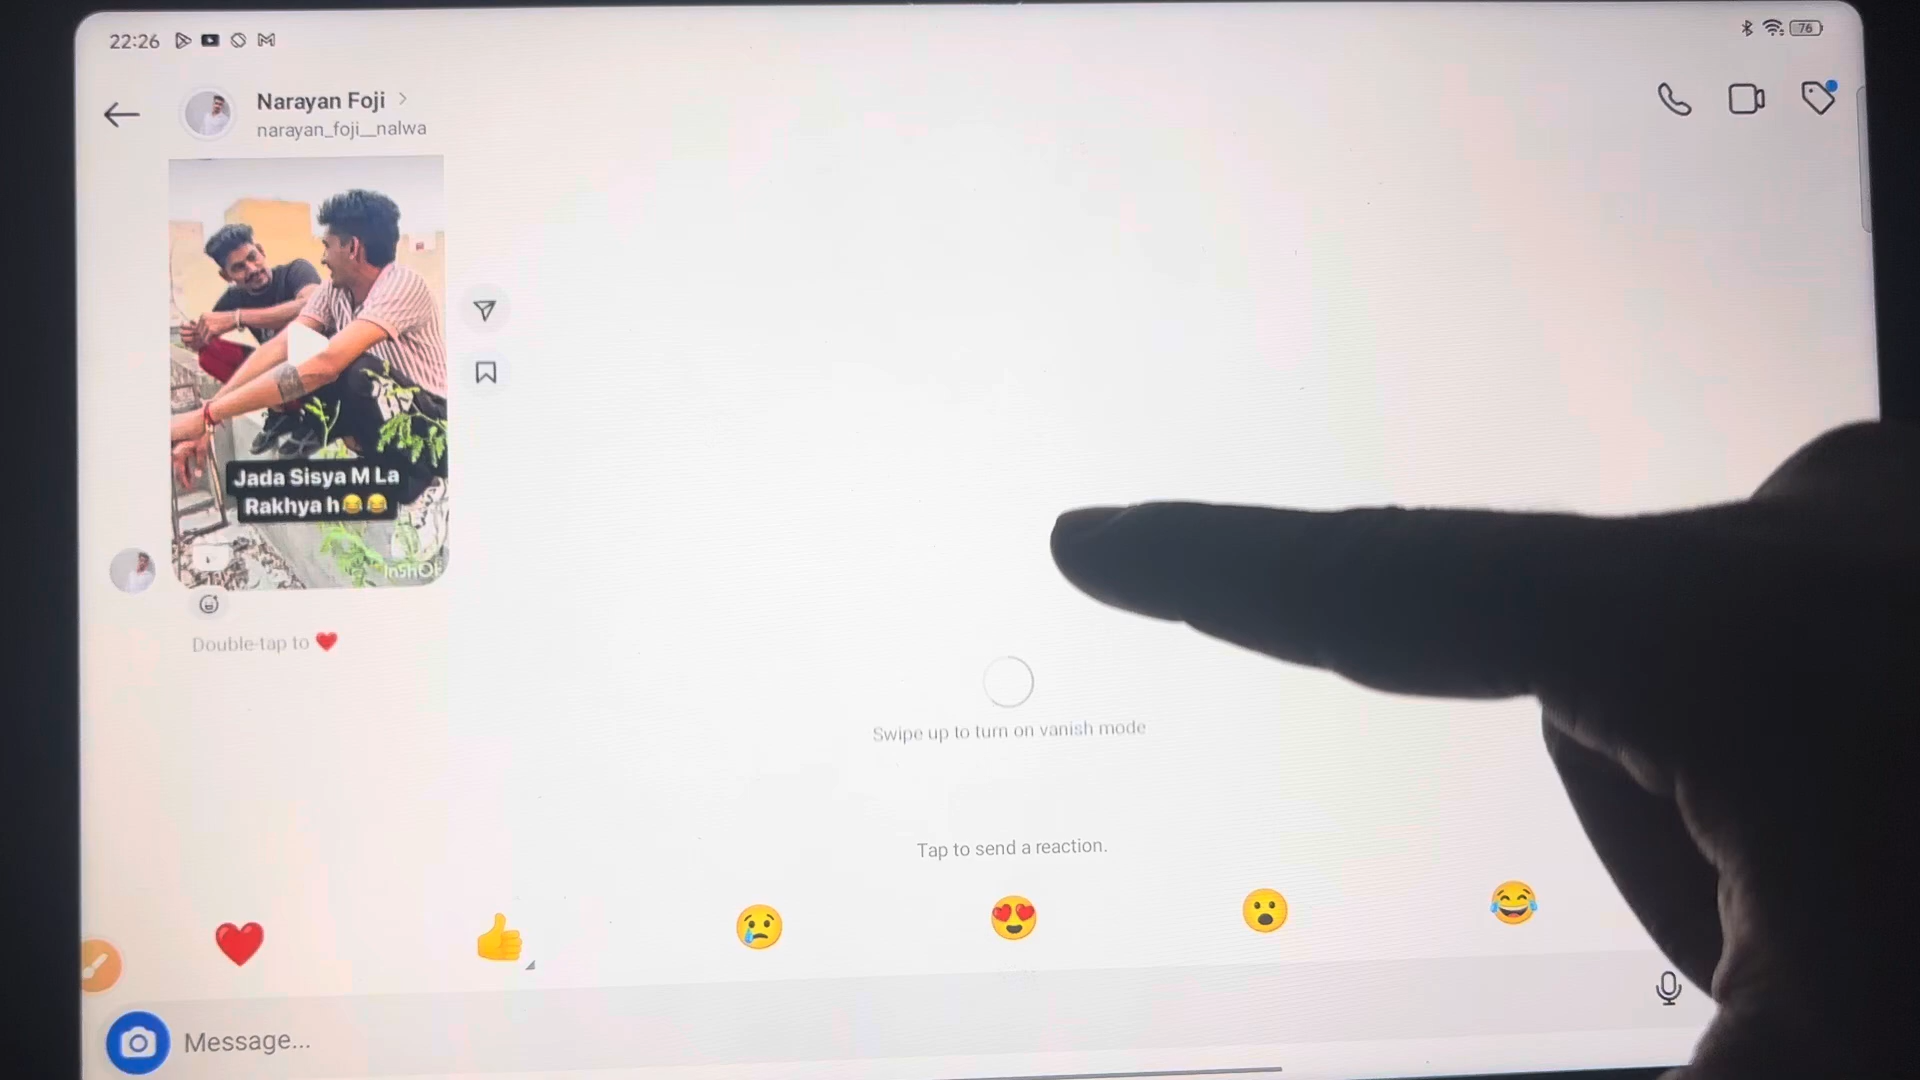 22:26
76
Narayan Foji
narayan_foji__nalwa
Jada Sisya M La
Rakhya h😂😂
InShOt
Double-tap to ❤️
Swipe up to turn on vanish mode
Tap to send a reaction.
Message...